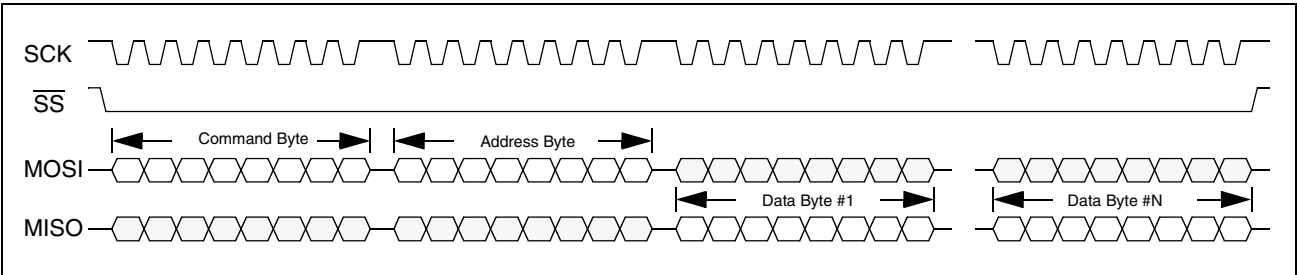 SCK
SS
Command Byte
Address Byte
MOSI
Data Byte #1
Data Byte #N
MISO